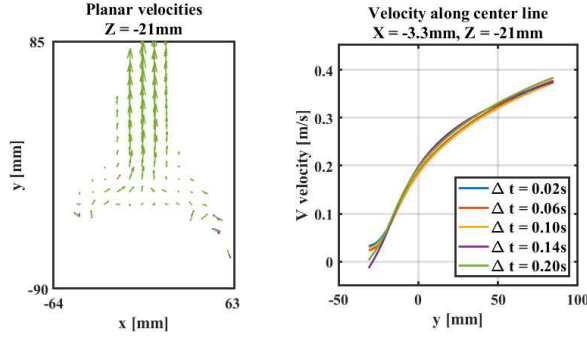 Planar velocities
Z = -21mm
85
y [mm]
-90
-64
63
x [mm]
Velocity along center line
X = -3.3mm, Z = -21mm
V velocity [m/s]
0.4
0.3
0.2
0.1
0
Δ t = 0.02s
Δ t = 0.06s
Δ t = 0.10s
Δ t = 0.14s
Δ t = 0.20s
-50
0
50
100
y [mm]